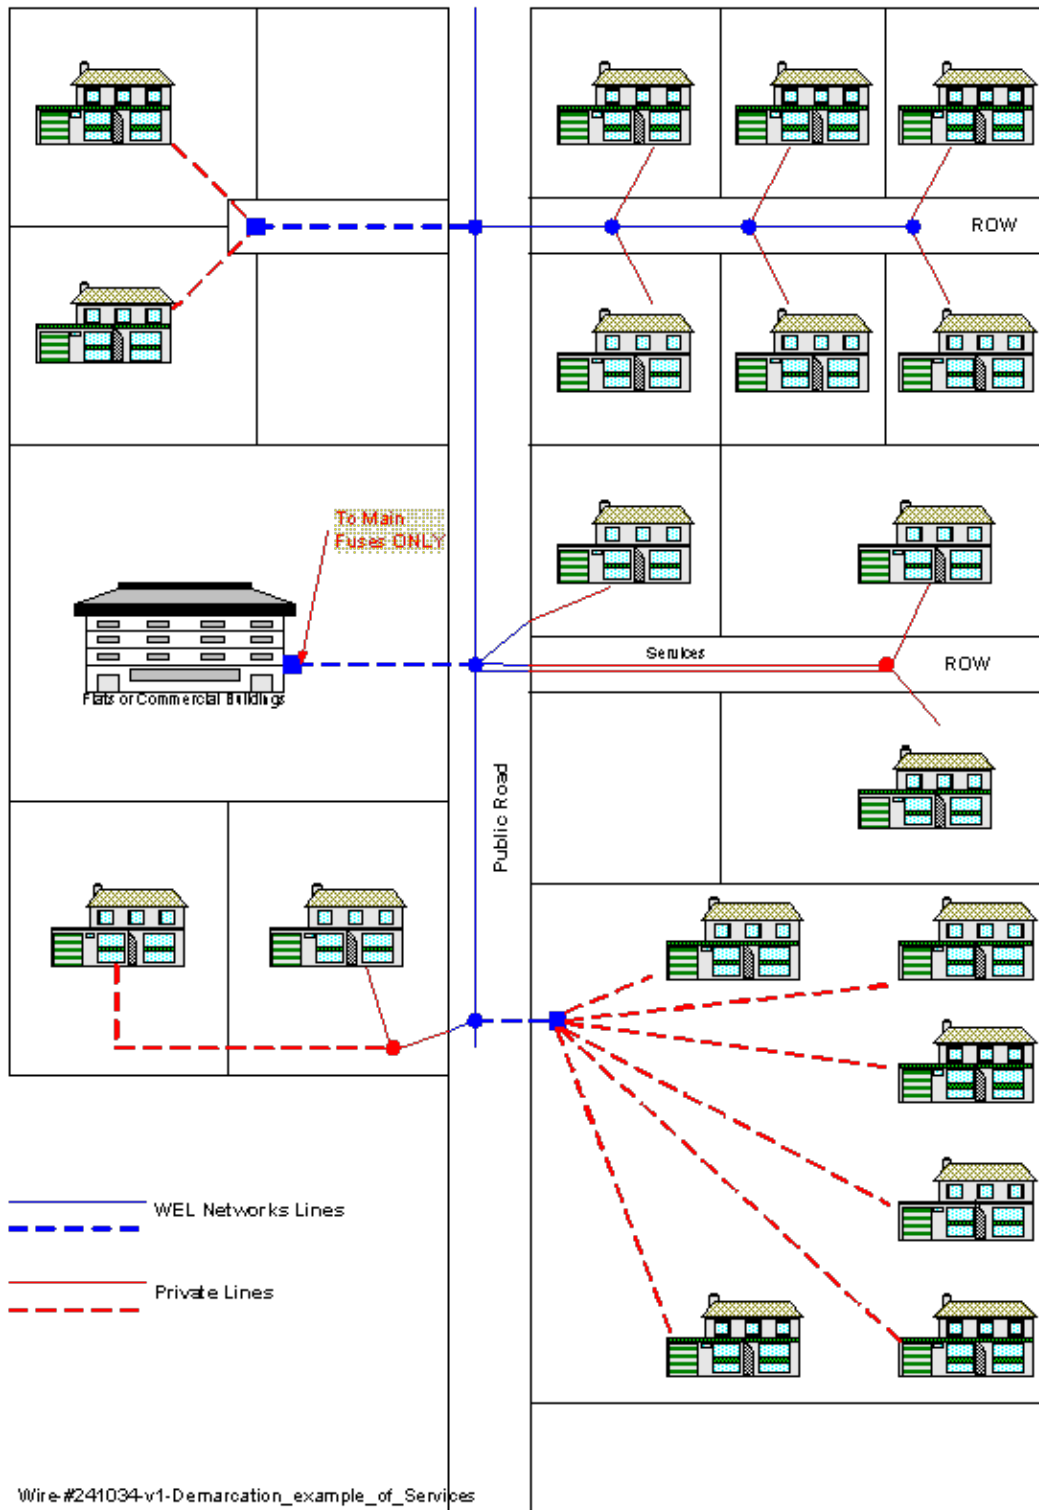 ROW
To Main
Fuses ONLY
Services
ROW
Flats or Commercial Buildings
Public Road
WEL Networks Lines
Private Lines
Wire-#241034-v1-Demarcation_example_of_Services